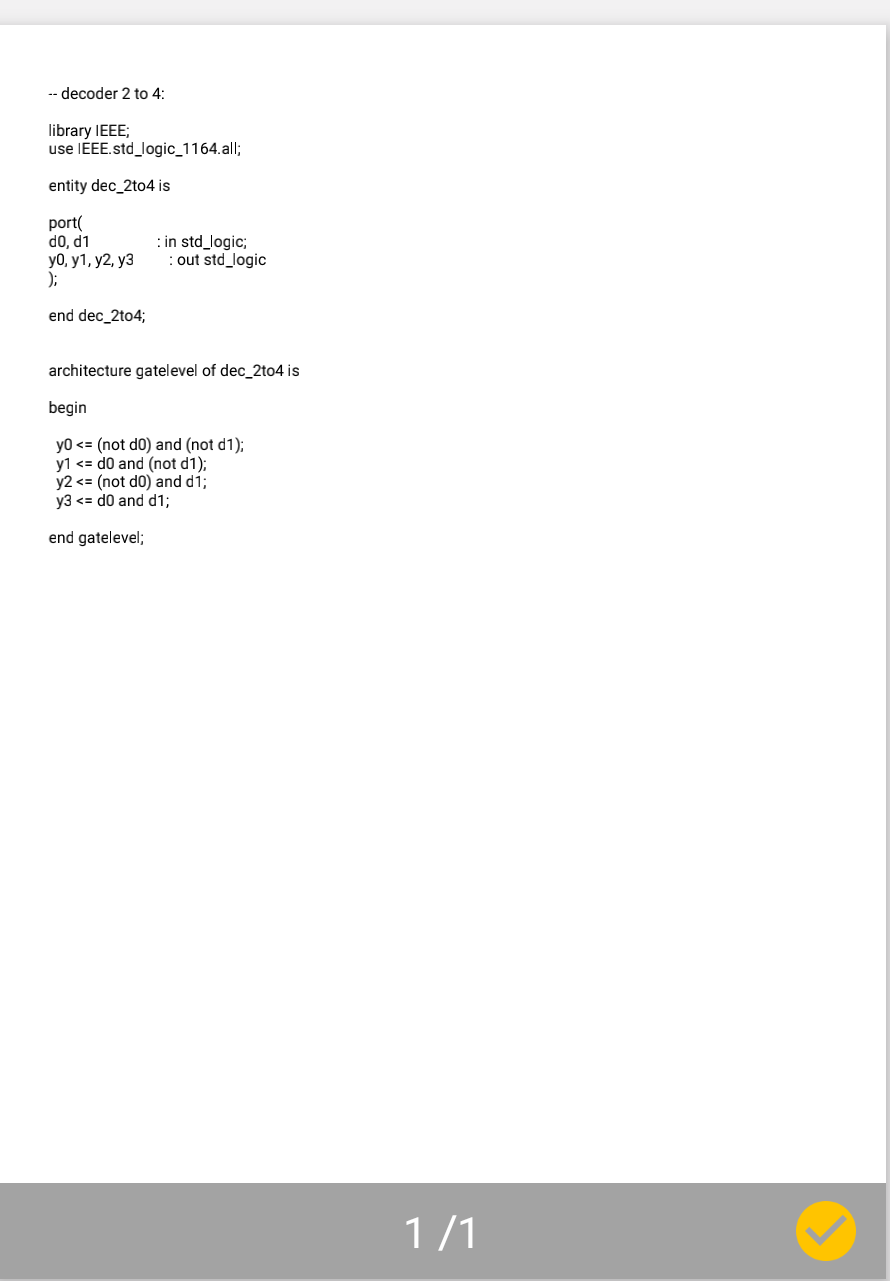 -- decoder 2 to 4:
library IEEE;
use IEEE.std_logic_1164.all;
entity dec_2to4 is
port(
d0, d1 : in std_logic;
y0, y1, y2, y3 : out std_logic
);
end dec_2to4;
architecture gatelevel of dec_2to4 is
begin
y0 <= (not d0) and (not d1);
y1 <= d0 and (not d1);
y2 <= (not d0) and d1;
y3 <= d0 and d1;
end gatelevel;
1 /1